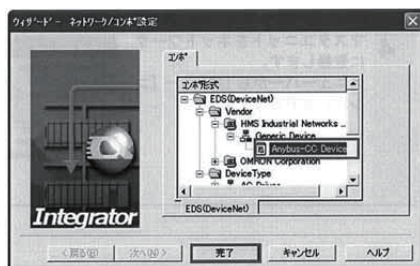 ウィザード - ネットワーク/コンポ設定
コンポ
コンポ形式
EDS(DeviceNet)
Vendor
HMS Industrial Networks ..
Generic Device
Anybus-CC Device
OMRON Corporation
DeviceType
AC Drives
EDS(DeviceNet)
Integrator
< 戻る(B)
次へ(N) >
完了
キャンセル
ヘルプ